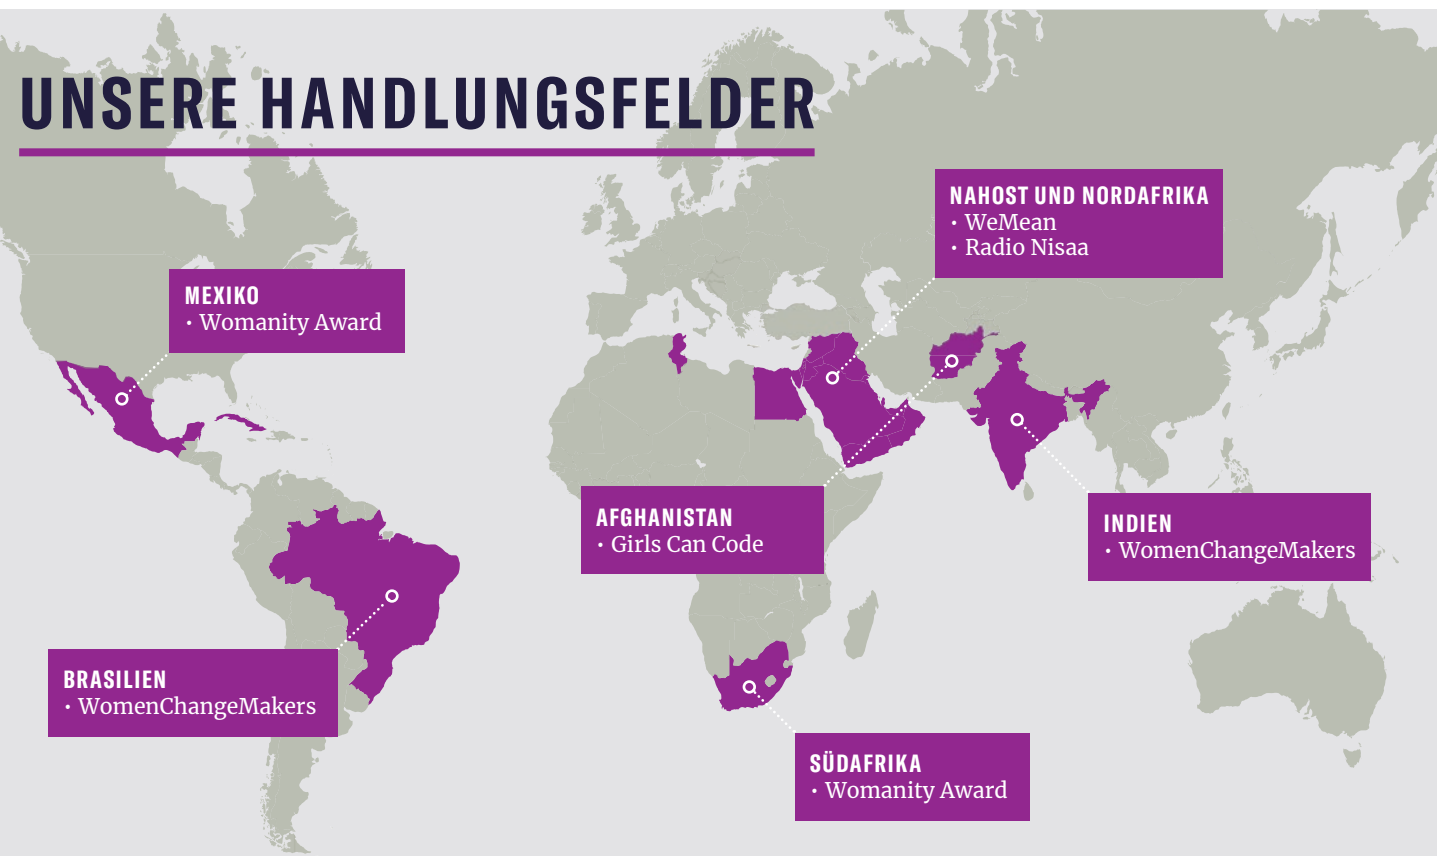 UNSERE HANDLUNGSFELDER
NAHOST UND NORDAFRIKA
• WeMean
• Radio Nisaa
MEXIKO
• Womanity Award
AFGHANISTAN
• Girls Can Code
INDIEN
• WomenChangeMakers
BRASILIEN
• WomenChangeMakers
SÜDAFRIKA
• Womanity Award